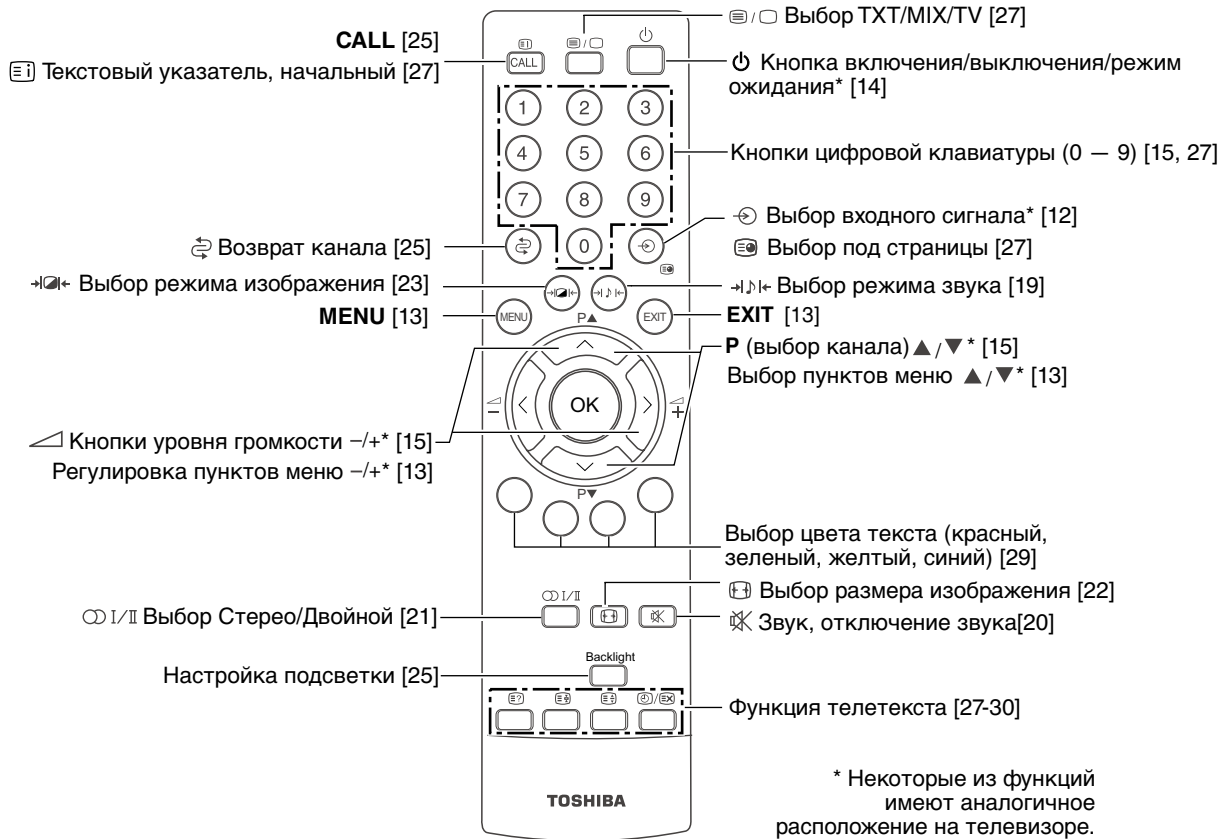 Выбор TXT/MIX/TV [27]
CALL [25]
Текстовый указатель, начальный [27]
CALL
Кнопка включения/выключения/режим
ожидания* [14]
1 2 3
4 5 6
7 8 9
0
Кнопки цифровой клавиатуры (0 — 9) [15, 27]
Выбор входного сигнала* [12]
Возврат канала [25]
Выбор под страницы [27]
Выбор режима изображения [23]
Выбор режима звука [19]
MENU [13]
MENU
P▲
EXIT
EXIT [13]
P (выбор канала) ▲/▼* [15]
Выбор пунктов меню ▲/▼* [13]
OK
− +
Кнопки уровня громкости −/+* [15]
Регулировка пунктов меню −/+* [13]
P▼
Выбор цвета текста (красный,
зеленый, желтый, синий) [29]
Выбор размера изображения [22]
I/II
I/II Выбор Стерео/Двойной [21]
Звук, отключение звука[20]
Backlight
Настройка подсветки [25]
Функция телетекста [27-30]
TOSHIBA
* Некоторые из функций
имеют аналогичное
расположение на телевизоре.